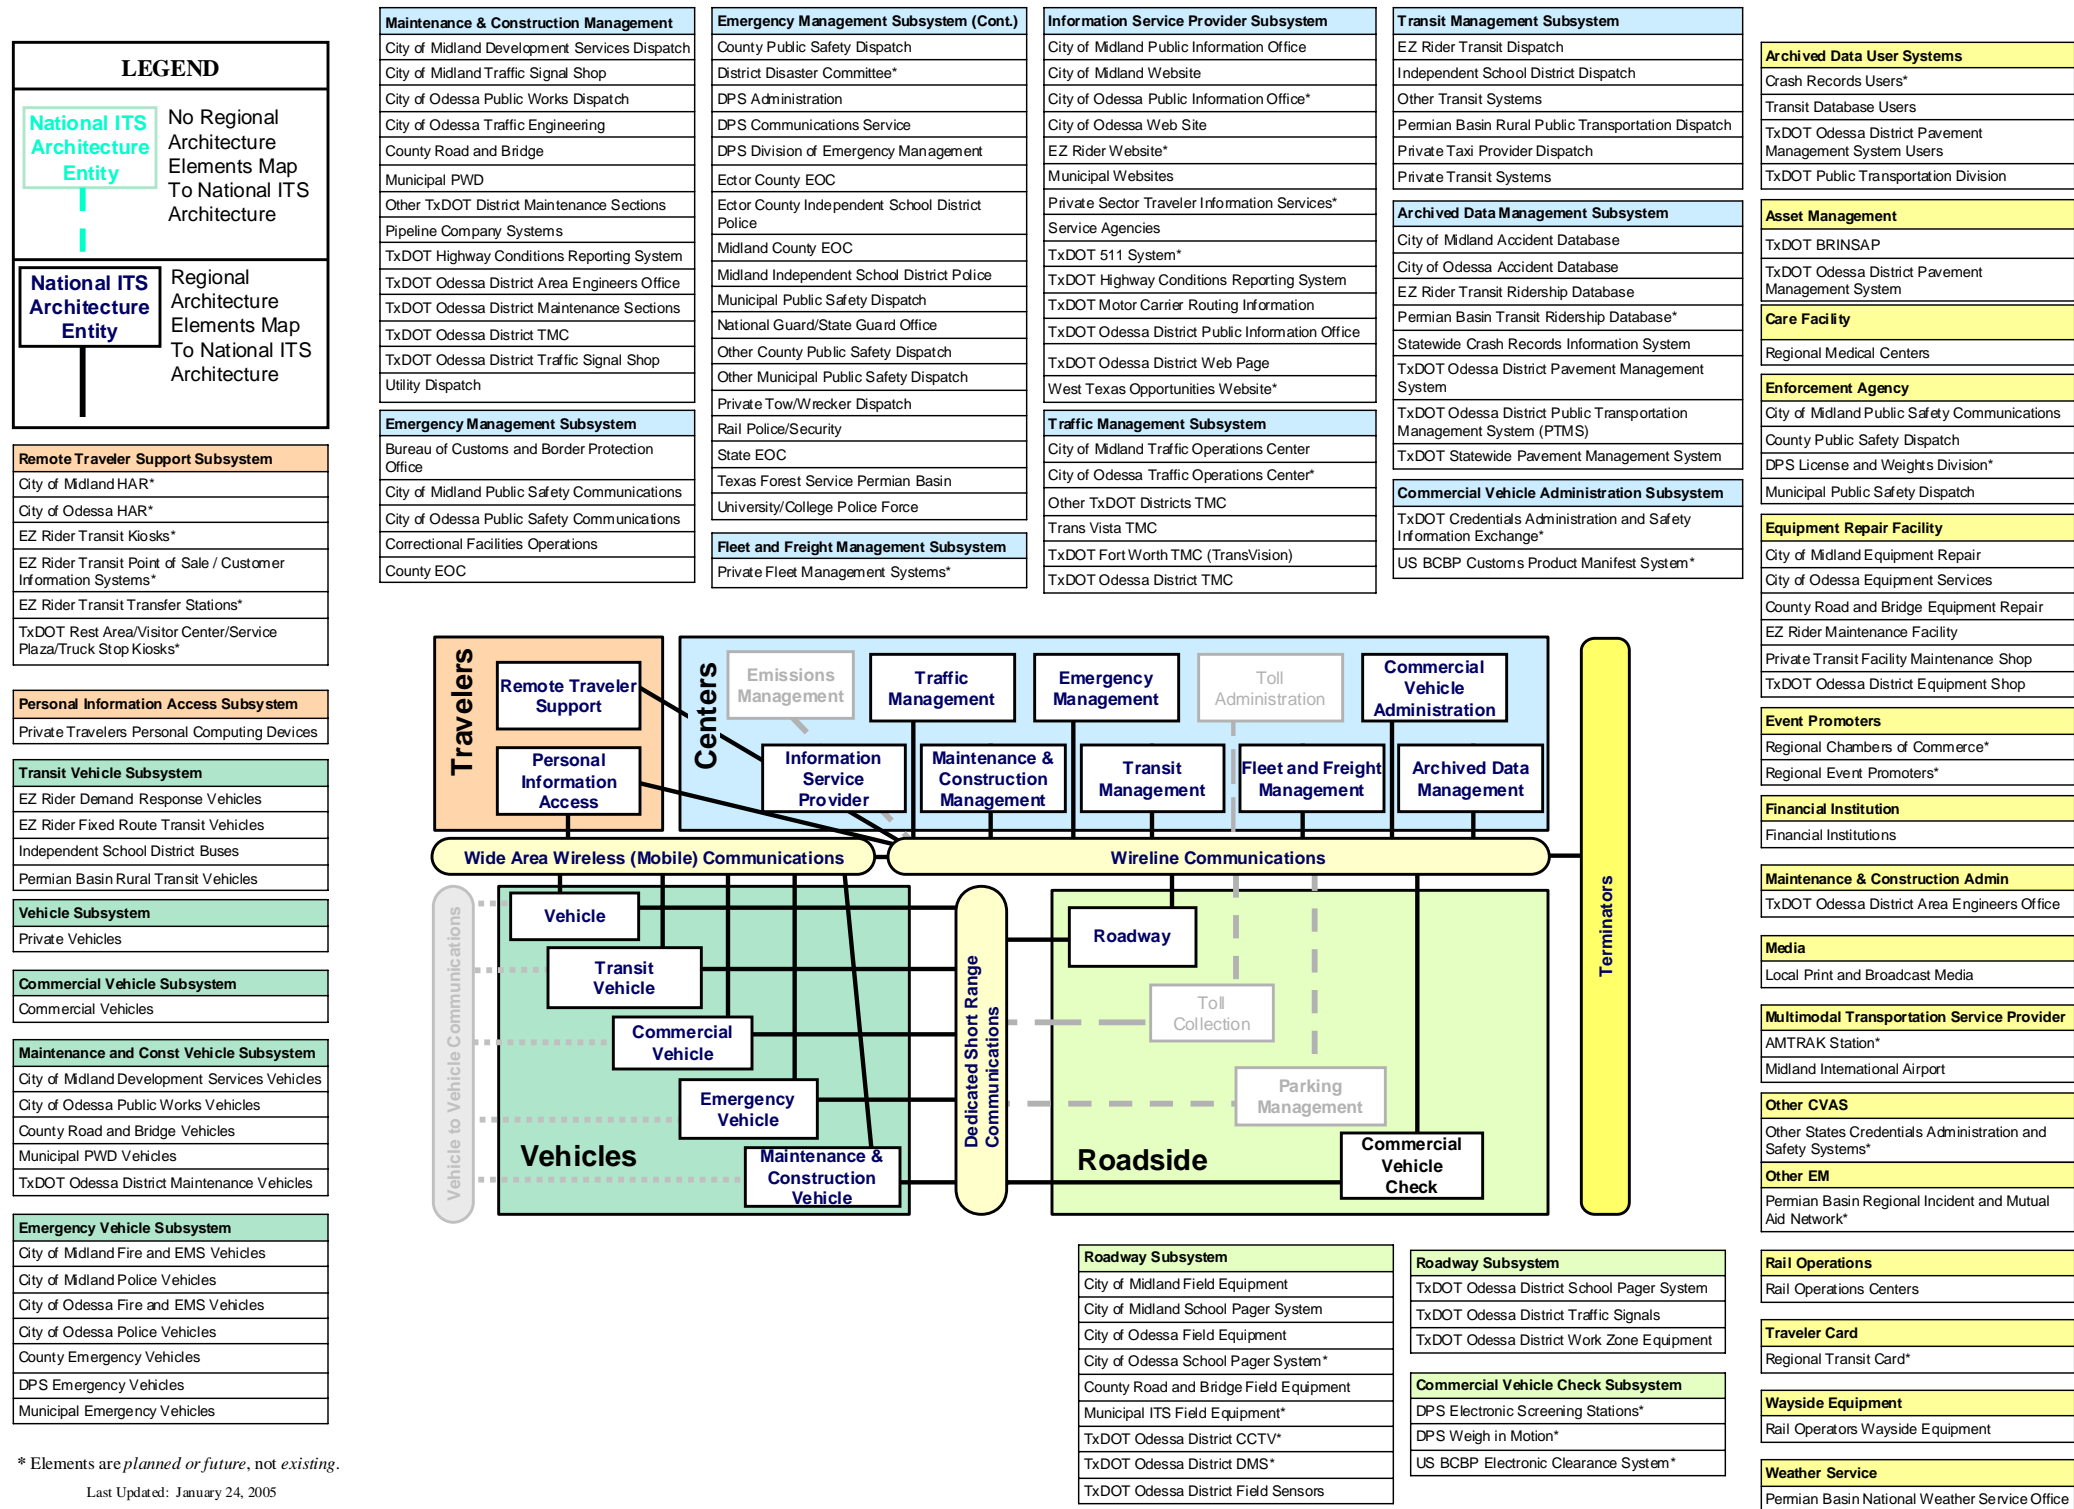 LEGEND
National ITS
Architecture
Entity
No Regional
Architecture
Elements Map
To National ITS
Architecture
National ITS
Architecture
Entity
Regional
Architecture
Elements Map
To National ITS
Architecture
Remote Traveler Support Subsystem
City of Midland HAR*
City of Odessa HAR*
EZ Rider Transit Kiosks*
EZ Rider Transit Point of Sale / Customer
Information Systems*
EZ Rider Transit Transfer Stations*
TxDOT Rest Area/Visitor Center/Service
Plaza/Truck Stop Kiosks*
Personal Information Access Subsystem
Private Travelers Personal Computing Devices
Transit Vehicle Subsystem
EZ Rider Demand Response Vehicles
EZ Rider Fixed Route Transit Vehicles
Independent School District Buses
Permian Basin Rural Transit Vehicles
Vehicle Subsystem
Private Vehicles
Commercial Vehicle Subsystem
Commercial Vehicles
Maintenance and Const Vehicle Subsystem
City of Midland Development Services Vehicles
City of Odessa Public Works Vehicles
County Road and Bridge Vehicles
Municipal PWD Vehicles
TxDOT Odessa District Maintenance Vehicles
Emergency Vehicle Subsystem
City of Midland Fire and EMS Vehicles
City of Midland Police Vehicles
City of Odessa Fire and EMS Vehicles
City of Odessa Police Vehicles
County Emergency Vehicles
DPS Emergency Vehicles
Municipal Emergency Vehicles
* Elements are planned or future, not existing.
Last Updated: January 24, 2005
Maintenance & Construction Management
City of Midland Development Services Dispatch
City of Midland Traffic Signal Shop
City of Odessa Public Works Dispatch
City of Odessa Traffic Engineering
County Road and Bridge
Municipal PWD
Other TxDOT District Maintenance Sections
Pipeline Company Systems
TxDOT Highway Conditions Reporting System
TxDOT Odessa District Area Engineers Office
TxDOT Odessa District Maintenance Sections
TxDOT Odessa District TMC
TxDOT Odessa District Traffic Signal Shop
Utility Dispatch
Emergency Management Subsystem
Bureau of Customs and Border Protection
Office
City of Midland Public Safety Communications
City of Odessa Public Safety Communications
Correctional Facilities Operations
County EOC
Emergency Management Subsystem (Cont.)
County Public Safety Dispatch
District Disaster Committee*
DPS Administration
DPS Communications Service
DPS Division of Emergency Management
Ector County EOC
Ector County Independent School District
Police
Midland County EOC
Midland Independent School District Police
Municipal Public Safety Dispatch
National Guard/State Guard Office
Other County Public Safety Dispatch
Other Municipal Public Safety Dispatch
Private Tow/Wrecker Dispatch
Rail Police/Security
State EOC
Texas Forest Service Permian Basin
University/College Police Force
Fleet and Freight Management Subsystem
Private Fleet Management Systems*
Information Service Provider Subsystem
City of Midland Public Information Office
City of Midland Website
City of Odessa Public Information Office*
City of Odessa Web Site
EZ Rider Website*
Municipal Websites
Private Sector Traveler Information Services*
Service Agencies
TxDOT 511 System*
TxDOT Highway Conditions Reporting System
TxDOT Motor Carrier Routing Information
TxDOT Odessa District Public Information Office
TxDOT Odessa District Web Page
West Texas Opportunities Website*
Traffic Management Subsystem
City of Midland Traffic Operations Center
City of Odessa Traffic Operations Center*
Other TxDOT Districts TMC
Trans Vista TMC
TxDOT Fort Worth TMC (TransVision)
TxDOT Odessa District TMC
Transit Management Subsystem
EZ Rider Transit Dispatch
Independent School District Dispatch
Other Transit Systems
Permian Basin Rural Public Transportation Dispatch
Private Taxi Provider Dispatch
Private Transit Systems
Archived Data Management Subsystem
City of Midland Accident Database
City of Odessa Accident Database
EZ Rider Transit Ridership Database
Permian Basin Transit Ridership Database*
Statewide Crash Records Information System
TxDOT Odessa District Pavement Management
System
TxDOT Odessa District Public Transportation
Management System (PTMS)
TxDOT Statewide Pavement Management System
Commercial Vehicle Administration Subsystem
TxDOT Credentials Administration and Safety
Information Exchange*
US BCBP Customs Product Manifest System*
Archived Data User Systems
Crash Records Users*
Transit Database Users
TxDOT Odessa District Pavement
Management System Users
TxDOT Public Transportation Division
Asset Management
TxDOT BRINSAP
TxDOT Odessa District Pavement
Management System
Care Facility
Regional Medical Centers
Enforcement Agency
City of Midland Public Safety Communications
County Public Safety Dispatch
DPS License and Weights Division*
Municipal Public Safety Dispatch
Equipment Repair Facility
City of Midland Equipment Repair
City of Odessa Equipment Services
County Road and Bridge Equipment Repair
EZ Rider Maintenance Facility
Private Transit Facility Maintenance Shop
TxDOT Odessa District Equipment Shop
Event Promoters
Regional Chambers of Commerce*
Regional Event Promoters*
Financial Institution
Financial Institutions
Maintenance & Construction Admin
TxDOT Odessa District Area Engineers Office
Media
Local Print and Broadcast Media
Multimodal Transportation Service Provider
AMTRAK Station*
Midland International Airport
Other CVAS
Other States Credentials Administration and
Safety Systems*
Other EM
Permian Basin Regional Incident and Mutual
Aid Network*
Rail Operations
Rail Operations Centers
Traveler Card
Regional Transit Card*
Wayside Equipment
Rail Operators Wayside Equipment
Weather Service
Permian Basin National Weather Service Office
Travelers
Remote Traveler
Support
Personal
Information
Access
Centers
Emissions
Management
Traffic
Management
Emergency
Management
Toll
Administration
Commercial
Vehicle
Administration
Information
Service
Provider
Maintenance &
Construction
Management
Transit
Management
Fleet and Freight
Management
Archived Data
Management
Wide Area Wireless (Mobile) Communications
Wireline Communications
Terminators
Vehicle to Vehicle Communications
Vehicle
Transit
Vehicle
Commercial
Vehicle
Emergency
Vehicle
Maintenance &
Construction
Vehicle
Vehicles
Dedicated Short Range
Communications
Roadway
Toll
Collection
Parking
Management
Commercial
Vehicle
Check
Roadside
Roadway Subsystem
City of Midland Field Equipment
City of Midland School Pager System
City of Odessa Field Equipment
City of Odessa School Pager System*
County Road and Bridge Field Equipment
Municipal ITS Field Equipment*
TxDOT Odessa District CCTV*
TxDOT Odessa District DMS*
TxDOT Odessa District Field Sensors
Roadway Subsystem
TxDOT Odessa District School Pager System
TxDOT Odessa District Traffic Signals
TxDOT Odessa District Work Zone Equipment
Commercial Vehicle Check Subsystem
DPS Electronic Screening Stations*
DPS Weigh in Motion*
US BCBP Electronic Clearance System*